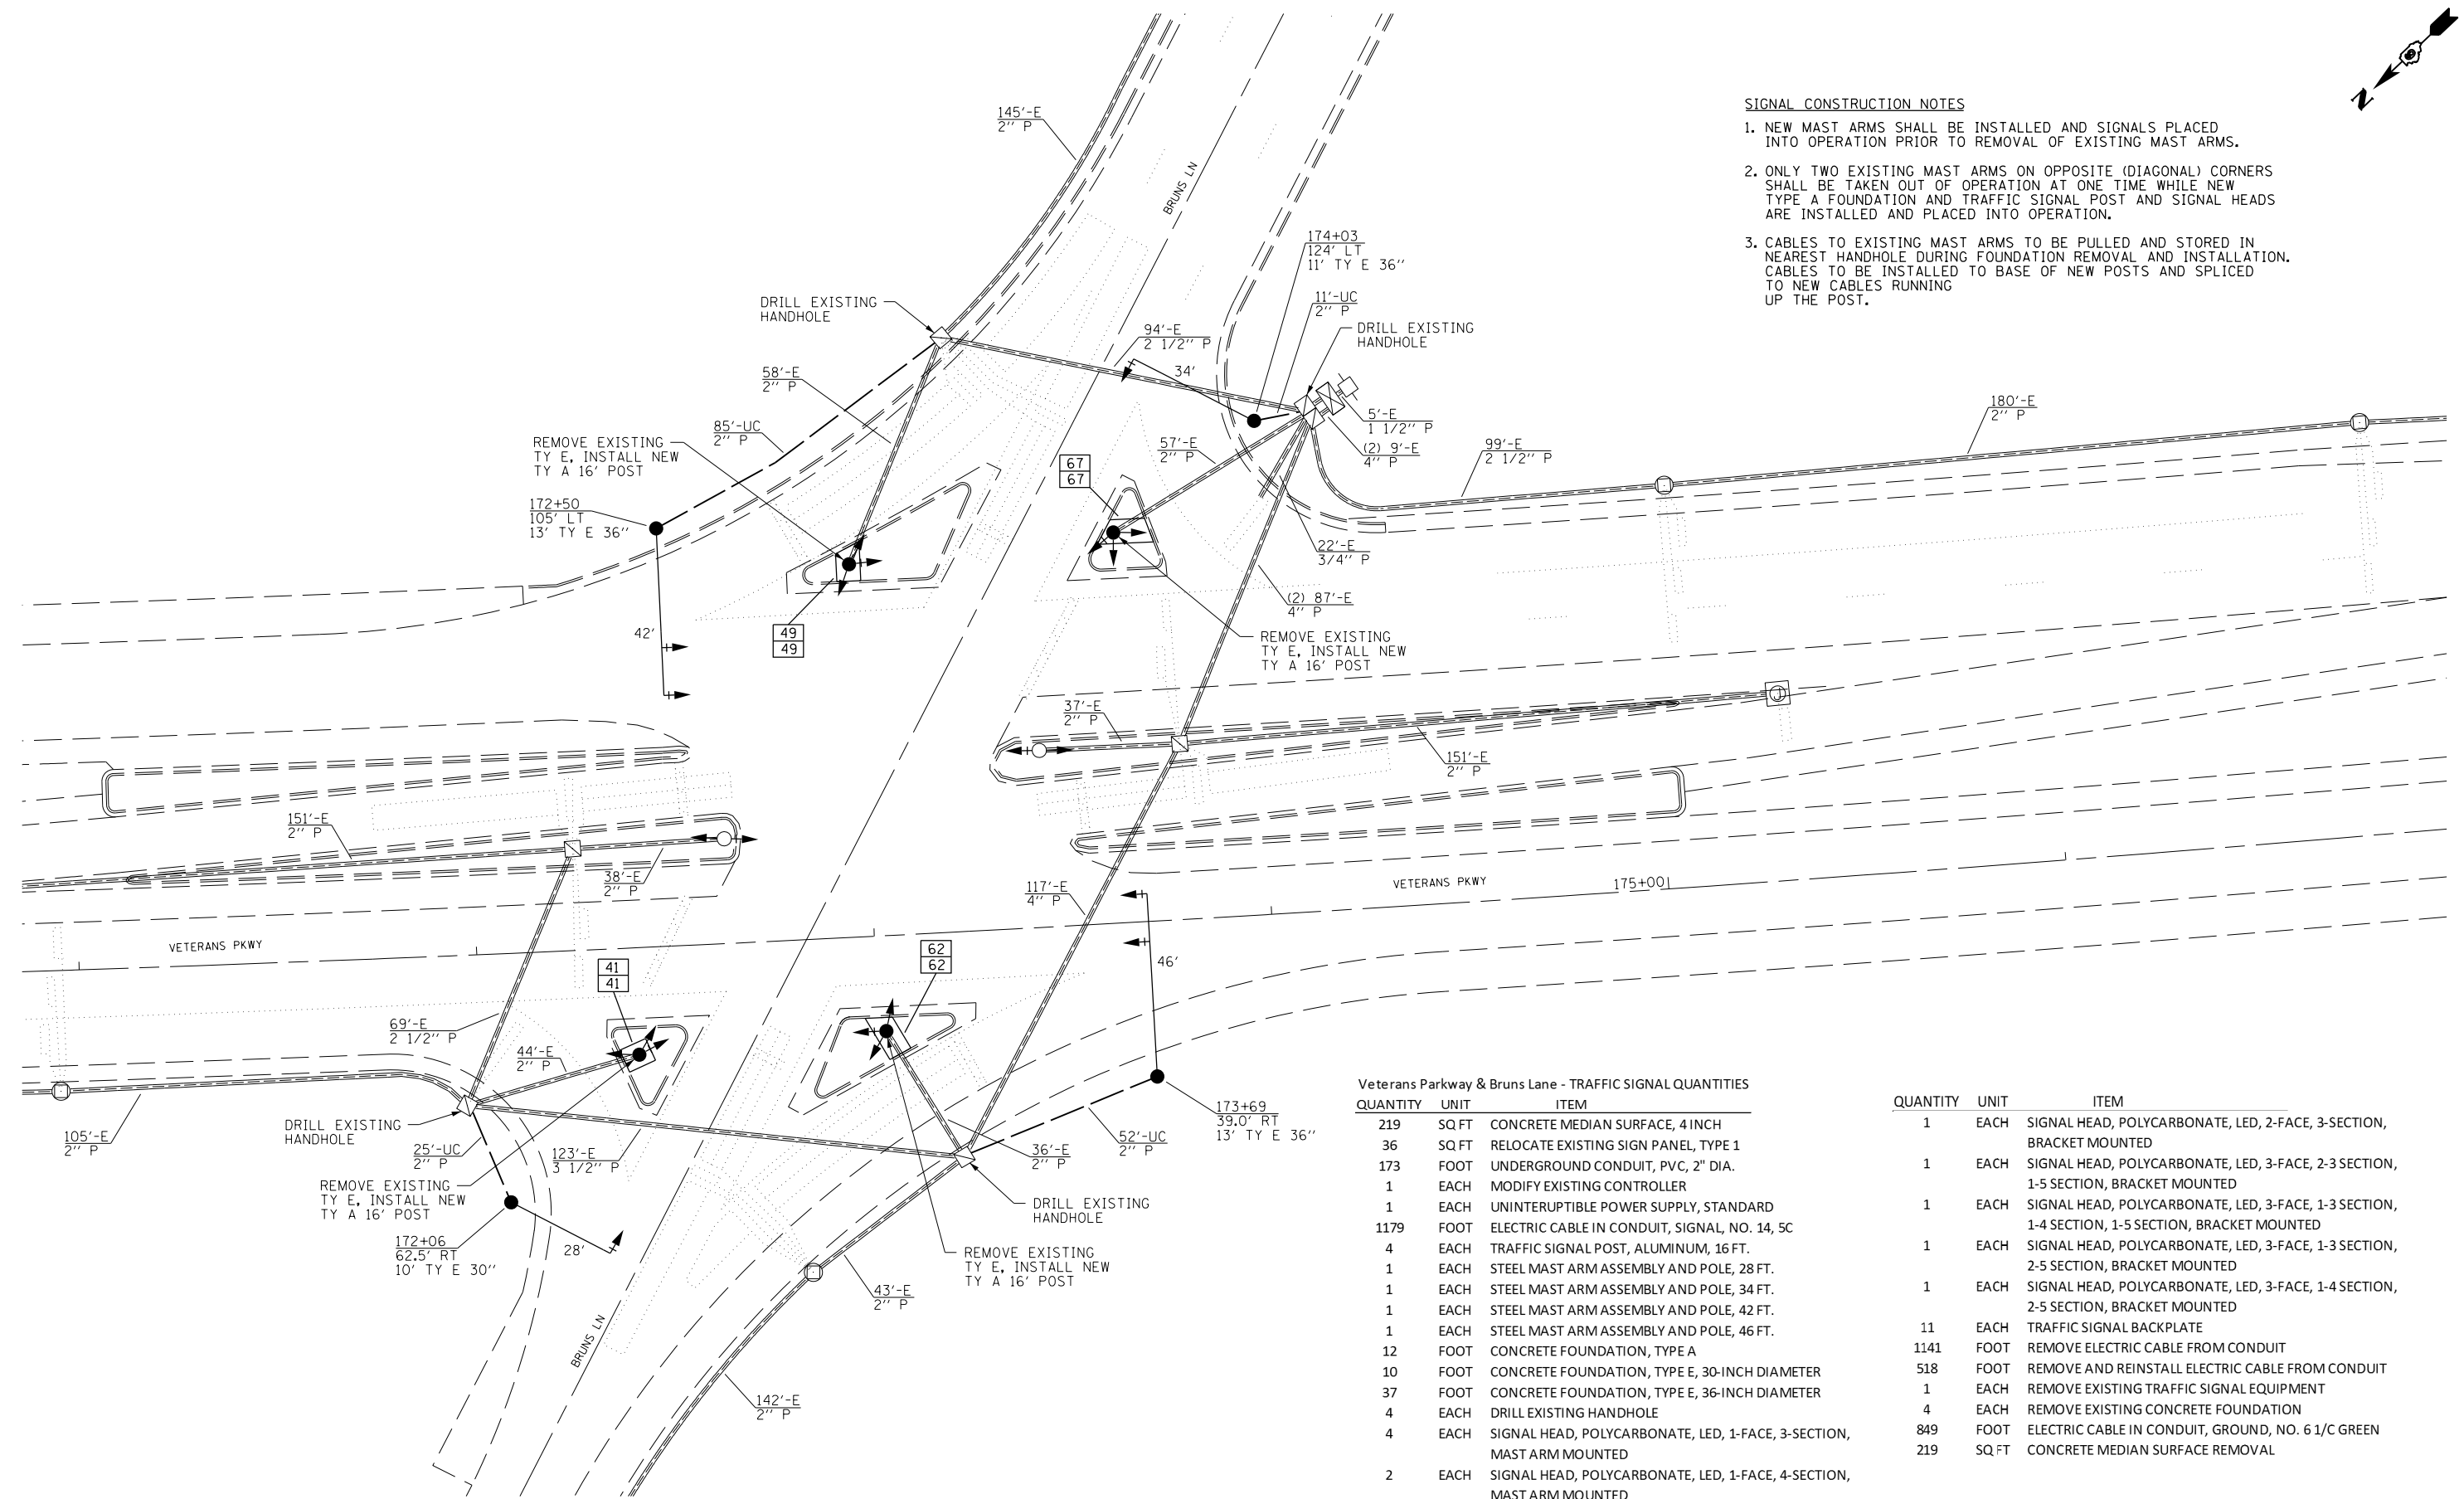 N
SIGNAL CONSTRUCTION NOTES
1. NEW MAST ARMS SHALL BE INSTALLED AND SIGNALS PLACED
INTO OPERATION PRIOR TO REMOVAL OF EXISTING MAST ARMS.
2. ONLY TWO EXISTING MAST ARMS ON OPPOSITE (DIAGONAL) CORNERS
SHALL BE TAKEN OUT OF OPERATION AT ONE TIME WHILE NEW
TYPE A FOUNDATION AND TRAFFIC SIGNAL POST AND SIGNAL HEADS
ARE INSTALLED AND PLACED INTO OPERATION.
3. CABLES TO EXISTING MAST ARMS TO BE PULLED AND STORED IN
NEAREST HANDHOLE DURING FOUNDATION REMOVAL AND INSTALLATION.
CABLES TO BE INSTALLED TO BASE OF NEW POSTS AND SPLICED
TO NEW CABLES RUNNING
UP THE POST.
145'-E
2" P
BRUNS LN
174+03
124' LT
11' TY E 36"
11'-UC
2" P
DRILL EXISTING
HANDHOLE
DRILL EXISTING
HANDHOLE
94'-E
2 1/2" P
34'
58'-E
2" P
85'-UC
2" P
REMOVE EXISTING
TY E, INSTALL NEW
TY A 16' POST
172+50
105' LT
13' TY E 36"
5'-E
1 1/2" P
(2) 9'-E
4" P
57'-E
2" P
67
67
99'-E
2 1/2" P
180'-E
2" P
22'-E
3/4" P
(2) 87'-E
4" P
REMOVE EXISTING
TY E, INSTALL NEW
TY A 16' POST
42'
49
49
37'-E
2" P
151'-E
2" P
151'-E
2" P
38'-E
2" P
117'-E
4" P
VETERANS PKWY
175+00
VETERANS PKWY
41
41
62
62
46'
69'-E
2 1/2" P
44'-E
2" P
105'-E
2" P
DRILL EXISTING
HANDHOLE
25'-UC
2" P
123'-E
3 1/2" P
36'-E
2" P
52'-UC
2" P
173+69
39.0' RT
13' TY E 36"
REMOVE EXISTING
TY E, INSTALL NEW
TY A 16' POST
DRILL EXISTING
HANDHOLE
172+06
62.5' RT
10' TY E 30"
28'
REMOVE EXISTING
TY E, INSTALL NEW
TY A 16' POST
43'-E
2" P
BRUNS LN
142'-E
2" P
Veterans Parkway & Bruns Lane - TRAFFIC SIGNAL QUANTITIES
QUANTITY UNIT ITEM
219 SQ FT CONCRETE MEDIAN SURFACE, 4 INCH
36 SQ FT RELOCATE EXISTING SIGN PANEL, TYPE 1
173 FOOT UNDERGROUND CONDUIT, PVC, 2" DIA.
1 EACH MODIFY EXISTING CONTROLLER
1 EACH UNINTERUPTIBLE POWER SUPPLY, STANDARD
1179 FOOT ELECTRIC CABLE IN CONDUIT, SIGNAL, NO. 14, 5C
4 EACH TRAFFIC SIGNAL POST, ALUMINUM, 16 FT.
1 EACH STEEL MAST ARM ASSEMBLY AND POLE, 28 FT.
1 EACH STEEL MAST ARM ASSEMBLY AND POLE, 34 FT.
1 EACH STEEL MAST ARM ASSEMBLY AND POLE, 42 FT.
1 EACH STEEL MAST ARM ASSEMBLY AND POLE, 46 FT.
12 FOOT CONCRETE FOUNDATION, TYPE A
10 FOOT CONCRETE FOUNDATION, TYPE E, 30-INCH DIAMETER
37 FOOT CONCRETE FOUNDATION, TYPE E, 36-INCH DIAMETER
4 EACH DRILL EXISTING HANDHOLE
4 EACH SIGNAL HEAD, POLYCARBONATE, LED, 1-FACE, 3-SECTION,
MAST ARM MOUNTED
2 EACH SIGNAL HEAD, POLYCARBONATE, LED, 1-FACE, 4-SECTION,
MAST ARM MOUNTED
QUANTITY UNIT ITEM
1 EACH SIGNAL HEAD, POLYCARBONATE, LED, 2-FACE, 3-SECTION,
BRACKET MOUNTED
1 EACH SIGNAL HEAD, POLYCARBONATE, LED, 3-FACE, 2-3 SECTION,
1-5 SECTION, BRACKET MOUNTED
1 EACH SIGNAL HEAD, POLYCARBONATE, LED, 3-FACE, 1-3 SECTION,
1-4 SECTION, 1-5 SECTION, BRACKET MOUNTED
1 EACH SIGNAL HEAD, POLYCARBONATE, LED, 3-FACE, 1-3 SECTION,
2-5 SECTION, BRACKET MOUNTED
1 EACH SIGNAL HEAD, POLYCARBONATE, LED, 3-FACE, 1-4 SECTION,
2-5 SECTION, BRACKET MOUNTED
11 EACH TRAFFIC SIGNAL BACKPLATE
1141 FOOT REMOVE ELECTRIC CABLE FROM CONDUIT
518 FOOT REMOVE AND REINSTALL ELECTRIC CABLE FROM CONDUIT
1 EACH REMOVE EXISTING TRAFFIC SIGNAL EQUIPMENT
4 EACH REMOVE EXISTING CONCRETE FOUNDATION
849 FOOT ELECTRIC CABLE IN CONDUIT, GROUND, NO. 6 1/C GREEN
219 SQ FT CONCRETE MEDIAN SURFACE REMOVAL